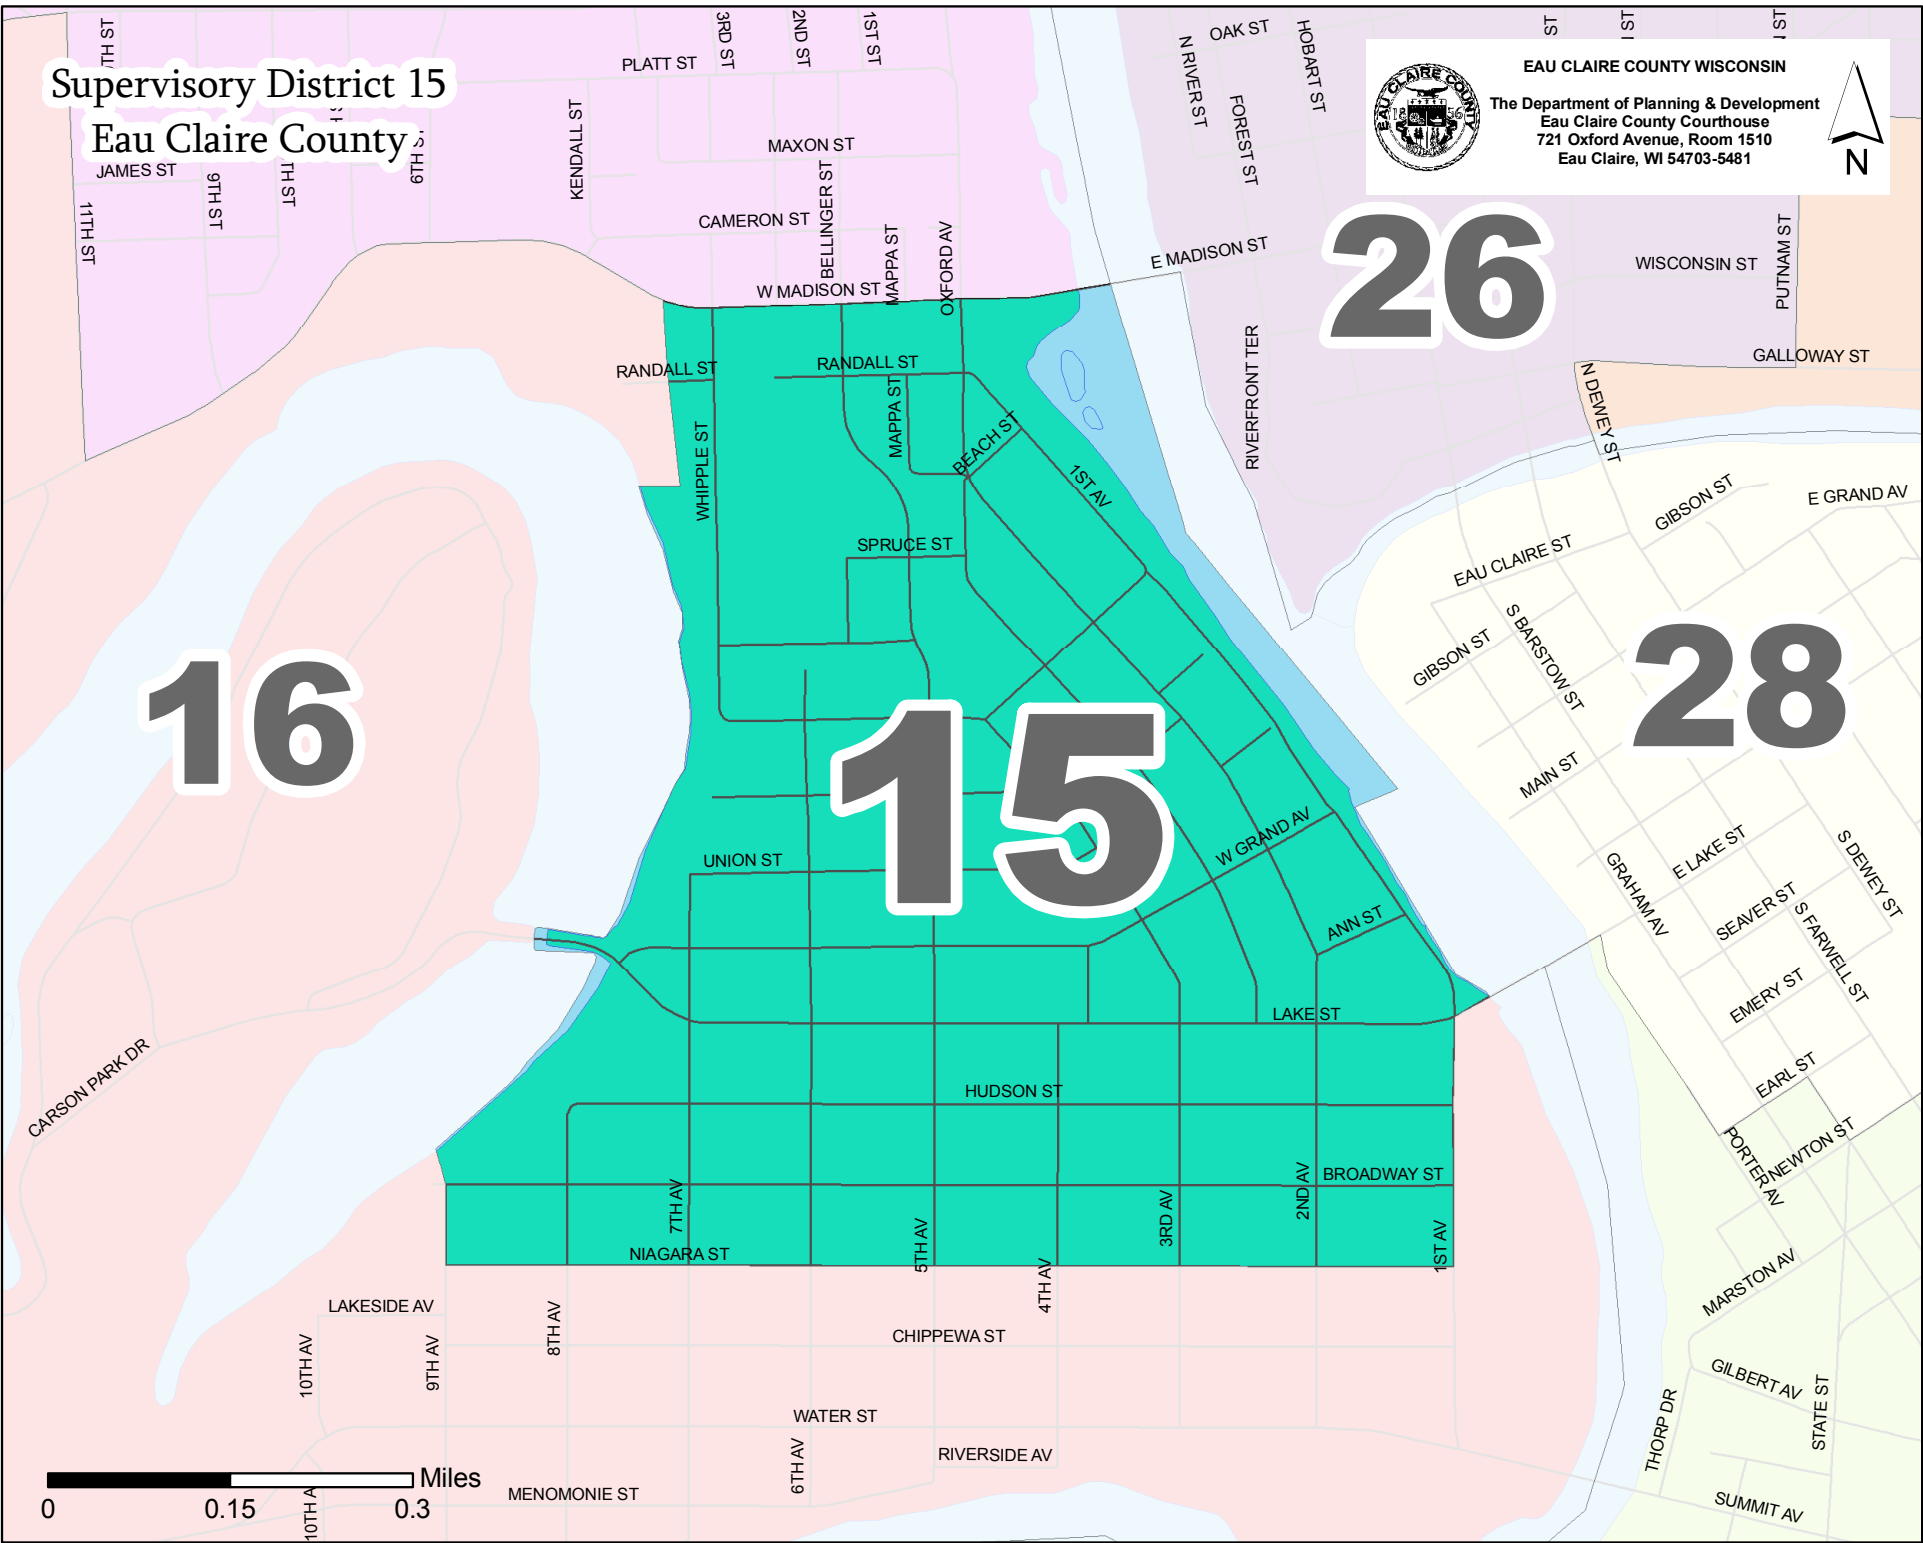 Supervisory District 15
Eau Claire County
EAU CLAIRE COUNTY WISCONSIN
The Department of Planning & Development
Eau Claire County Courthouse
721 Oxford Avenue, Room 1510
Eau Claire, WI 54703-5481
N
EAU CLAIRE COUNTY
1856
3RD ST
2ND ST
1ST ST
PLATT ST
OAK ST
HOBART ST
N RIVER ST
FOREST ST
KENDALL ST
MAXON ST
JAMES ST
9TH ST
6TH ST
11TH ST
CAMERON ST
BELLINGER ST
MAPPA ST
OXFORD AV
W MADISON ST
E MADISON ST
26
WISCONSIN ST
PUTNAM ST
GALLOWAY ST
RIVERFRONT TER
N DEWEY ST
RANDALL ST
RANDALL ST
MAPPA ST
BEACH ST
1ST AV
WHIPPLE ST
SPRUCE ST
GIBSON ST
E GRAND AV
EAU CLAIRE ST
S BARSTOW ST
GIBSON ST
16
15
28
MAIN ST
UNION ST
W GRAND AV
ANN ST
GRAHAM AV
E LAKE ST
S DEWEY ST
SEAVER ST
S FARWELL ST
EMERY ST
LAKE ST
EARL ST
CARSON PARK DR
HUDSON ST
PORTER AV
NEWTON ST
BROADWAY ST
7TH AV
5TH AV
3RD AV
2ND AV
1ST AV
NIAGARA ST
4TH AV
MARSTON AV
LAKESIDE AV
10TH AV
9TH AV
8TH AV
CHIPPEWA ST
GILBERT AV
STATE ST
THORP DR
WATER ST
RIVERSIDE AV
6TH AV
MENOMONIE ST
SUMMIT AV
Miles
0 0.15 0.3